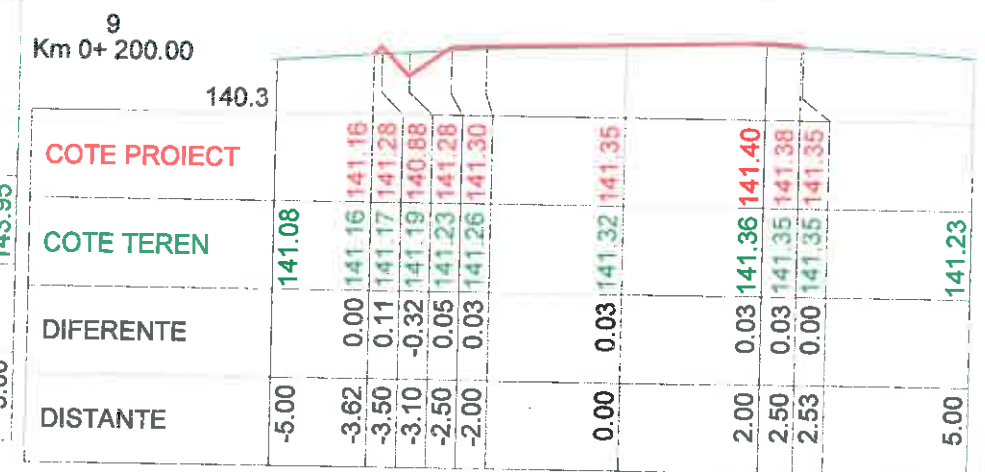 9
Km 0+ 200.00
140.3
COTE PROIECT 141.16 141.28 140.88 141.28 141.30 141.35 141.40 141.38 141.35
COTE TEREN 141.08 141.16 141.17 141.19 141.23 141.26 141.32 141.36 141.35 141.35 141.23
DIFERENTE 0.00 0.11 -0.32 0.05 0.03 0.03 0.03 0.03 0.00
DISTANTE -5.00 -3.62 -3.50 -3.10 -2.50 -2.00 0.00 2.00 2.50 2.53 5.00
143.95